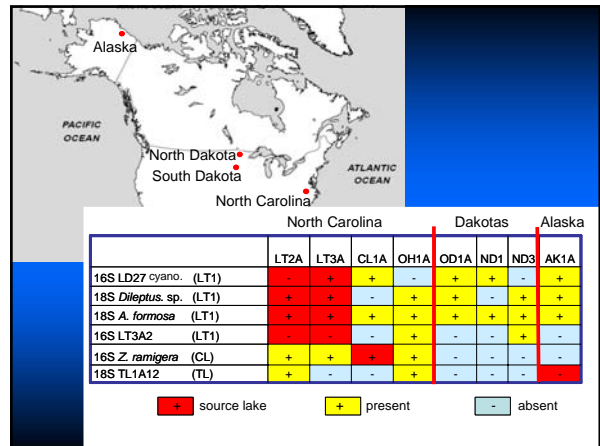 Alaska
PACIFIC
OCEAN
North Dakota
South Dakota
ATLANTIC
OCEAN
North Carolina
North Carolina Dakotas Alaska
LT2A LT3A CL1A OH1A OD1A ND1 ND3 AK1A
16S LD27 cyano. (LT1) - + + - + + - +
18S Dileptus. sp. (LT1) + + - + + - + +
18S A. formosa (LT1) + + + + + + + +
16S LT3A2 (LT1) - - - + - - + -
16S Z. ramigera (CL) + + + + - - - -
18S TL1A12 (TL) + - - + - - - -
+ source lake + present - absent